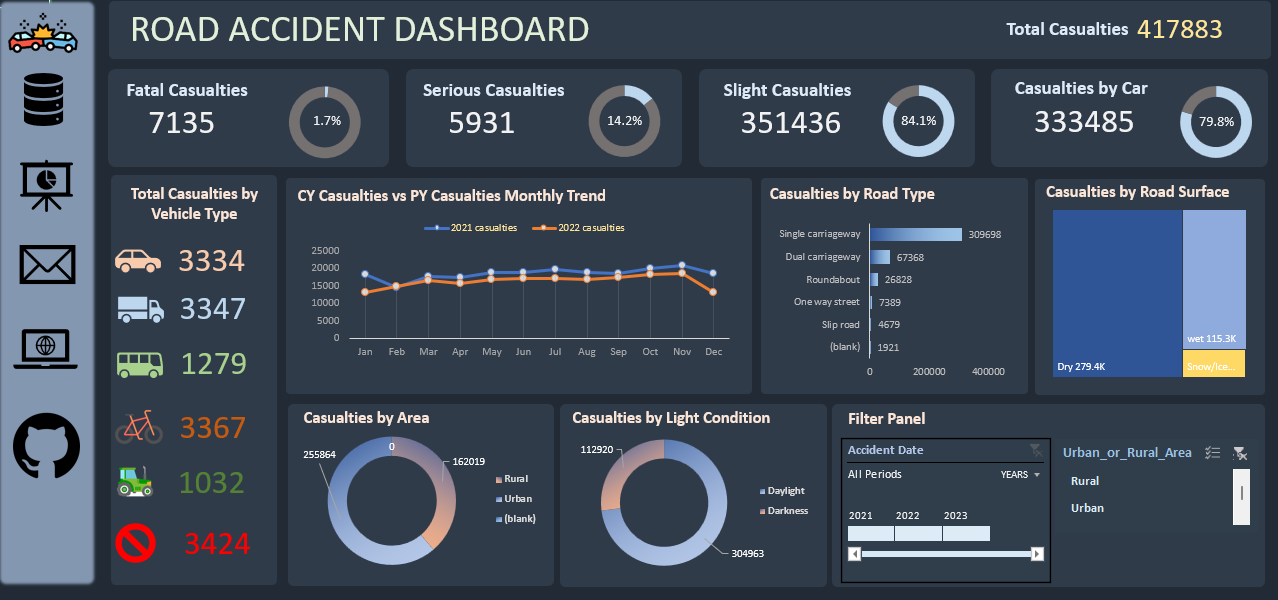 ROAD ACCIDENT DASHBOARD
Total Casualties 417883
Fatal Casualties
7135
1.7%
Serious Casualties
5931
14.2%
Slight Casualties
351436
84.1%
Casualties by Car
333485
79.8%
Total Casualties by
Vehicle Type
3334
3347
1279
3367
1032
3424
CY Casualties vs PY Casualties Monthly Trend
2021 casualties 2022 casualties
25000
20000
15000
10000
5000
0
Jan Feb Mar Apr May Jun Jul Aug Sep Oct Nov Dec
Casualties by Road Type
Single carriageway 309698
Dual carriageway 67368
Roundabout 26828
One way street 7389
Slip road 4679
(blank) 1921
0 200000 400000
Casualties by Road Surface
wet 115.3K
Dry 279.4K
Snow/Ice...
Casualties by Area
0
255864
162019
Rural
Urban
(blank)
Casualties by Light Condition
112920
304963
Daylight
Darkness
Filter Panel
Accident Date
All Periods YEARS
2021 2022 2023
Urban_or_Rural_Area
Rural
Urban